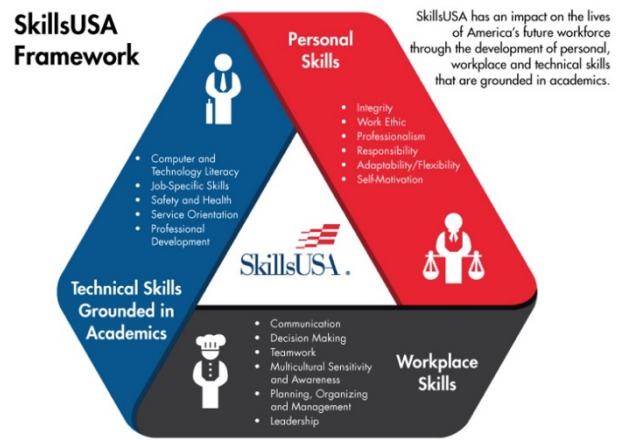 SkillsUSA
Framework
SkillsUSA has an impact on the lives
of America's future workforce
through the development of personal,
workplace and technical skills
that are grounded in academics.
Personal
Skills
• Integrity
• Work Ethic
• Professionalism
• Responsibility
• Adaptability/Flexibility
• Self-Motivation
• Computer and
Technology Literacy
• Job-Specific Skills
• Safety and Health
• Service Orientation
• Professional
Development
Technical Skills
Grounded in
Academics
SkillsUSA.
• Communication
• Decision Making
• Teamwork
• Multicultural Sensitivity
and Awareness
• Planning, Organizing
and Management
• Leadership
Workplace
Skills